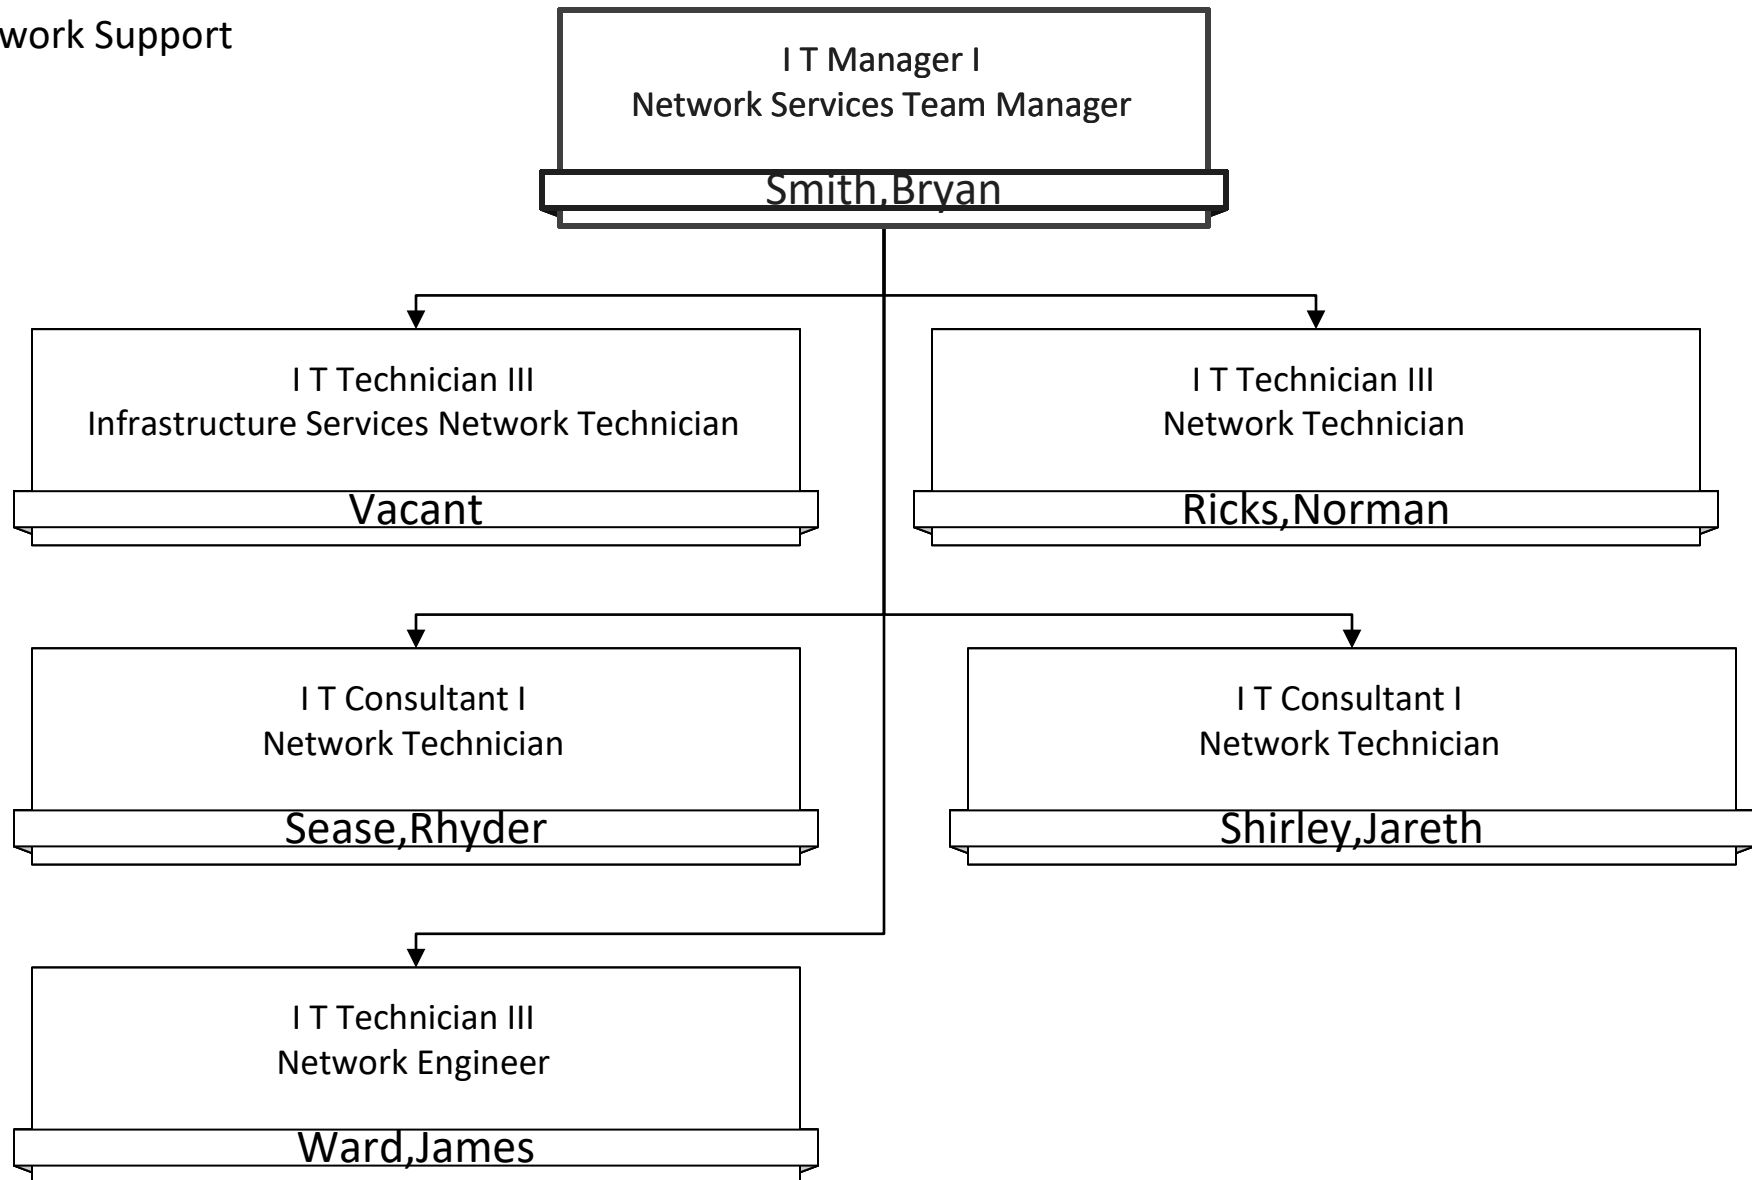 work Support
I T Manager I
Network Services Team Manager
Smith,Bryan
I T Technician III
Infrastructure Services Network Technician
Vacant
I T Technician III
Network Technician
Ricks,Norman
I T Consultant I
Network Technician
Sease,Rhyder
I T Consultant I
Network Technician
Shirley,Jareth
I T Technician III
Network Engineer
Ward,James